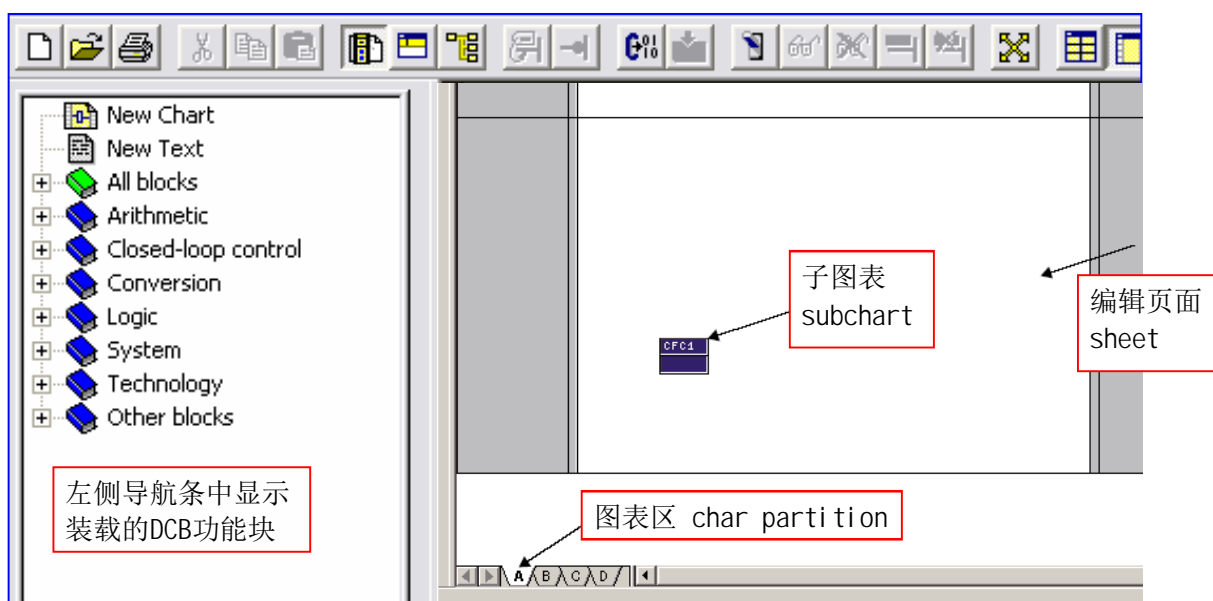 New Chart
New Text
All blocks
Arithmetic
Closed-loop control
Conversion
Logic
System
Technology
Other blocks
左侧导航条中显示
装载的DCB功能块
CFC1
子图表
subchart
编辑页面
sheet
图表区 char partition
A B C D